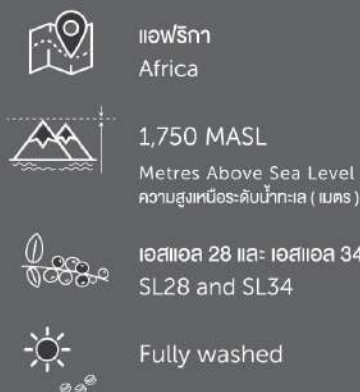 แอฟริกา
Africa
1,750 MASL
Metres Above Sea Level
ความสูงเหนือระดับน้ำทะเล ( เมตร )
เอสแอล 28 และ เอสแอล 34
SL28 and SL34
Fully washed